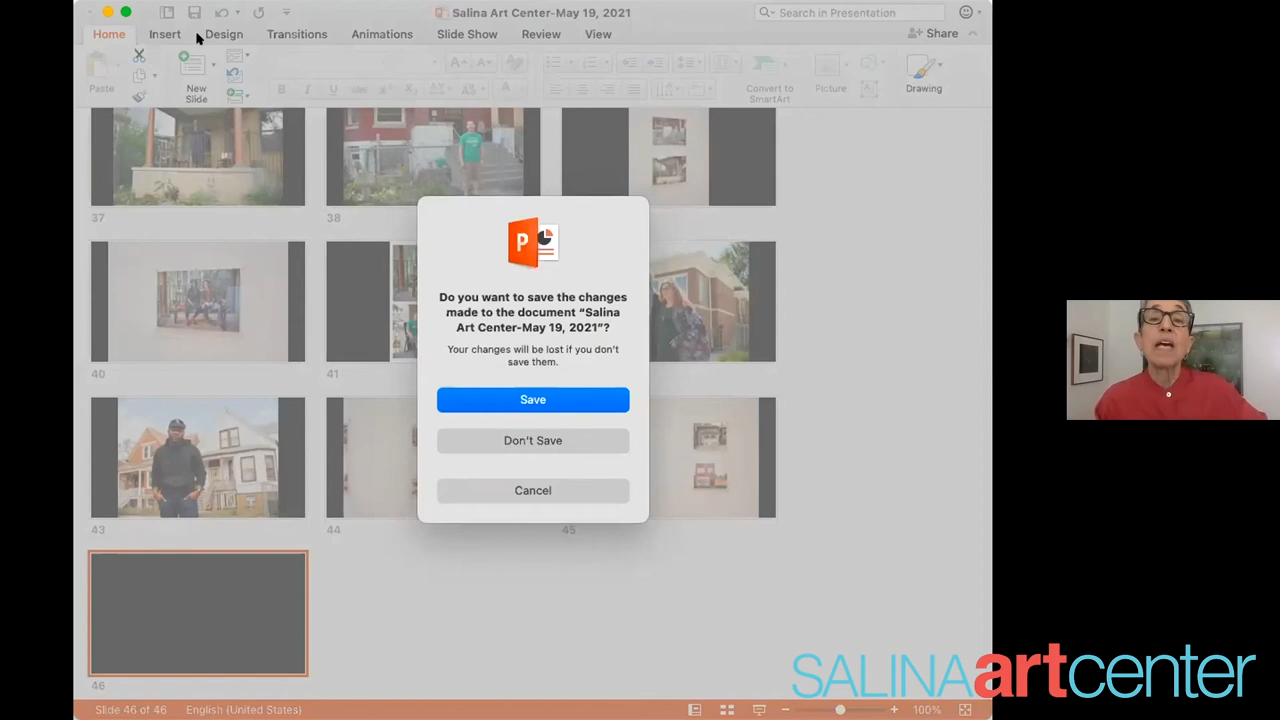 Salina Art Center-May 19, 2021
Search in Presentation
Home Insert Design Transitions Animations Slide Show Review View
Share
Paste
New
Slide
Convert to
SmartArt
Picture
Drawing
37
38
40
41
43
44
45
46
P
Do you want to save the changes
made to the document “Salina
Art Center-May 19, 2021”?
Your changes will be lost if you don’t
save them.
Save
Don’t Save
Cancel
SALINAartcenter
Slide 46 of 46 English (United States)
100%